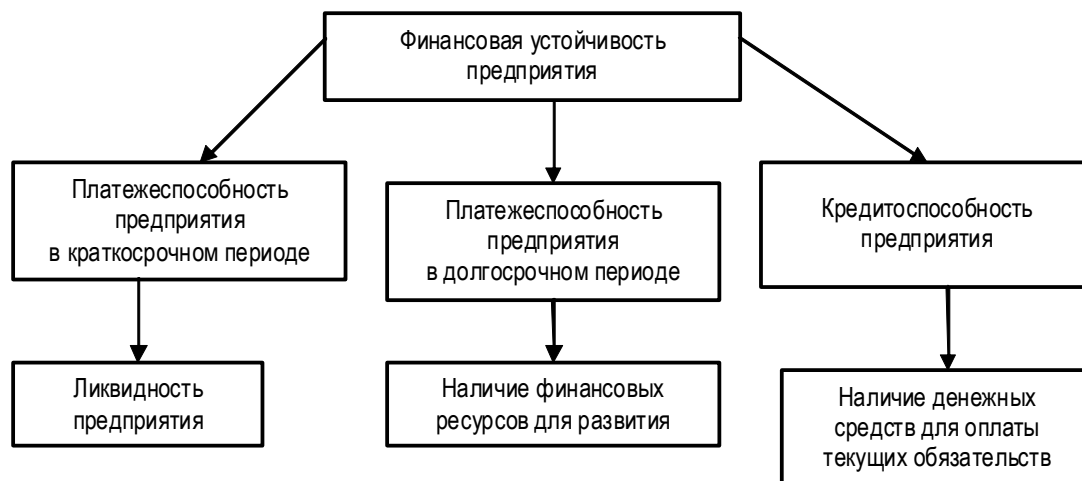 Финансовая устойчивость
предприятия
Платежеспособность
предприятия
в краткосрочном периоде
Платежеспособность
предприятия
в долгосрочном периоде
Кредитоспособность
предприятия
Ликвидность
предприятия
Наличие финансовых
ресурсов для развития
Наличие денежных
средств для оплаты
текущих обязательств